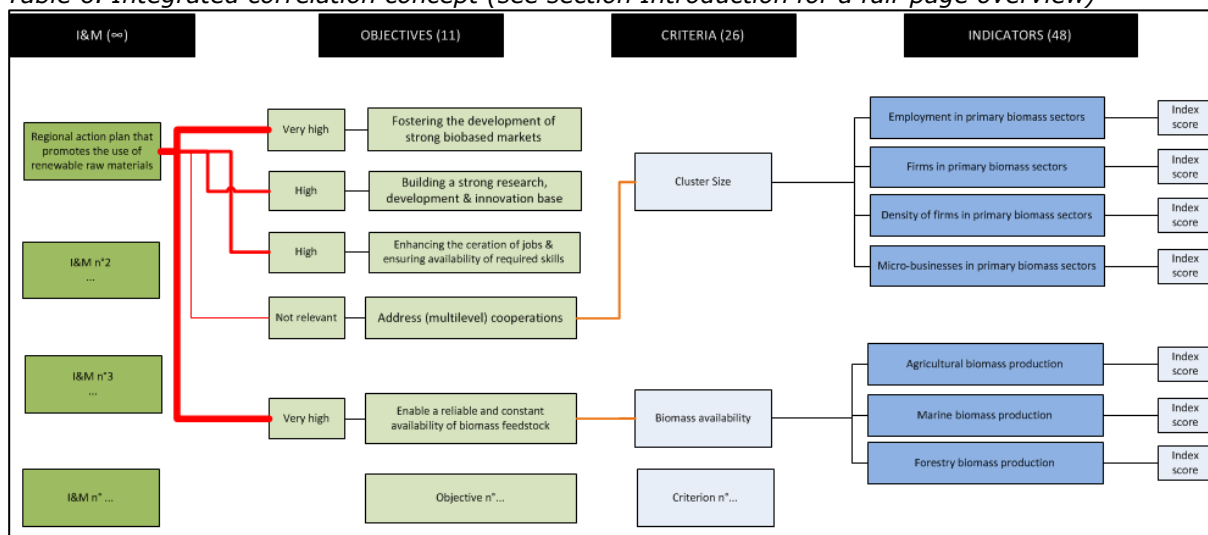 Table 6: Integrated correlation concept (see section Introduction for a full page overview)
I&M (∞)
OBJECTIVES (11)
CRITERIA (26)
INDICATORS (48)
Regional action plan that
promotes the use of
renewable raw materials
I&M n°2
...
I&M n°3
...
I&M n° ...
Very high
Fostering the development of
strong biobased markets
High
Building a strong research,
development & innovation base
High
Enhancing the ceration of jobs &
ensuring availability of required skills
Not relevant
Address (multilevel) cooperations
Very high
Enable a reliable and constant
availability of biomass feedstock
Objective n°...
Cluster Size
Biomass availability
Criterion n°...
Employment in primary biomass sectors
Index
score
Firms in primary biomass sectors
Index
score
Density of firms in primary biomass sectors
Index
score
Micro-businesses in primary biomass sectors
Index
score
Agricultural biomass production
Index
score
Marine biomass production
Index
score
Forestry biomass production
Index
score